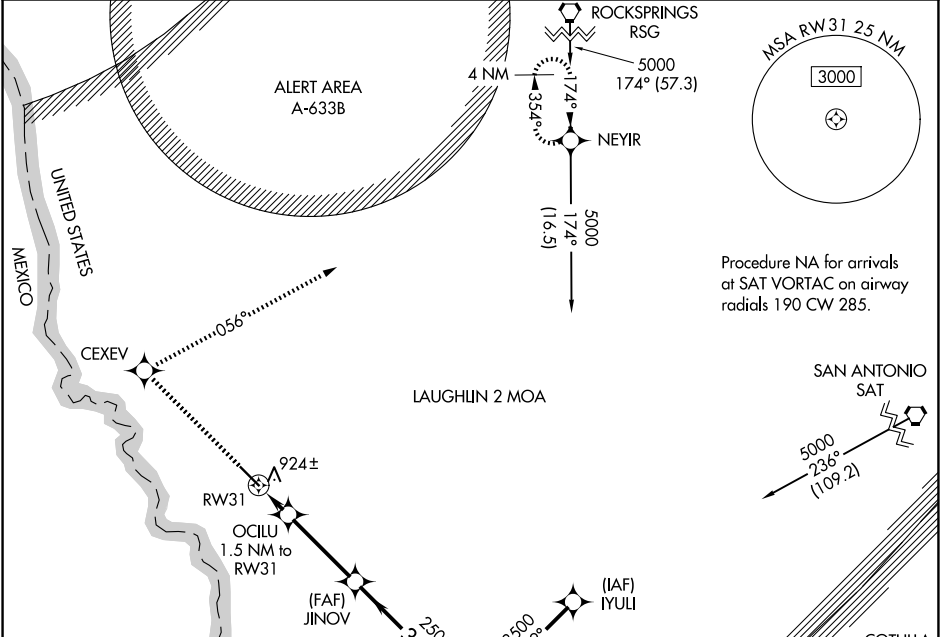 ROCKSPRINGS
RSG
5000
174° (57.3)
4 NM
174°
354°
NEYIR
5000
174°
(16.5)
ALERT AREA
A-633B
MSA RW31 25 NM
3000
UNITED STATES
MEXICO
Procedure NA for arrivals
at SAT VORTAC on airway
radials 190 CW 285.
056°
CEXEV
LAUGHLIN 2 MOA
SAN ANTONIO
SAT
5000
236°
(109.2)
924±
RW31
OCILU
1.5 NM to
RW31
(FAF)
JINOV
(IAF)
IYULI